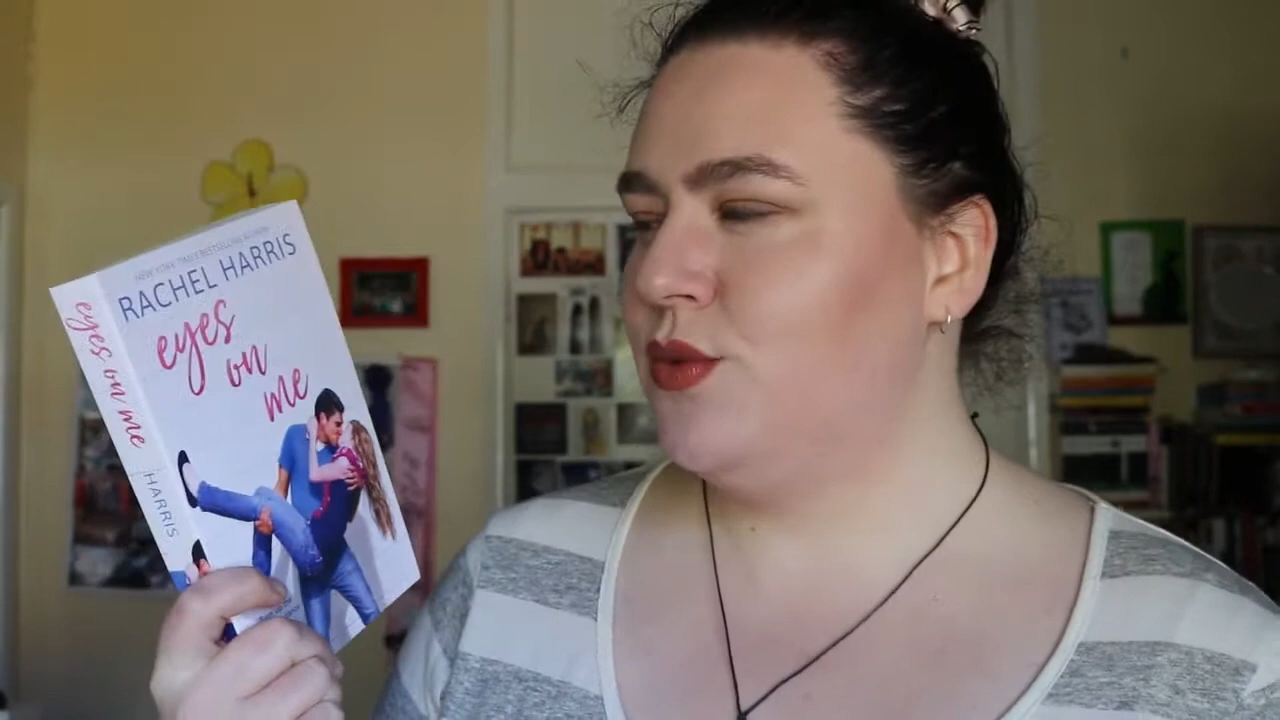 NEW YORK TIMES BESTSELLING AUTHOR
RACHEL HARRIS
eyes
on
me
eyes on me
HARRIS